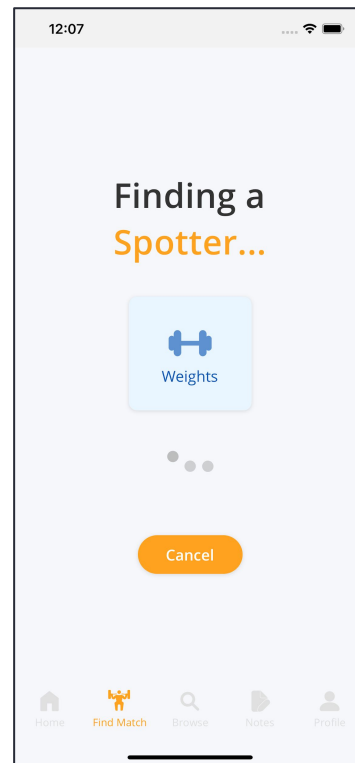 12:07
Finding a
Spotter...
Weights
Cancel
Home
Find Match
Browse
Notes
Profile